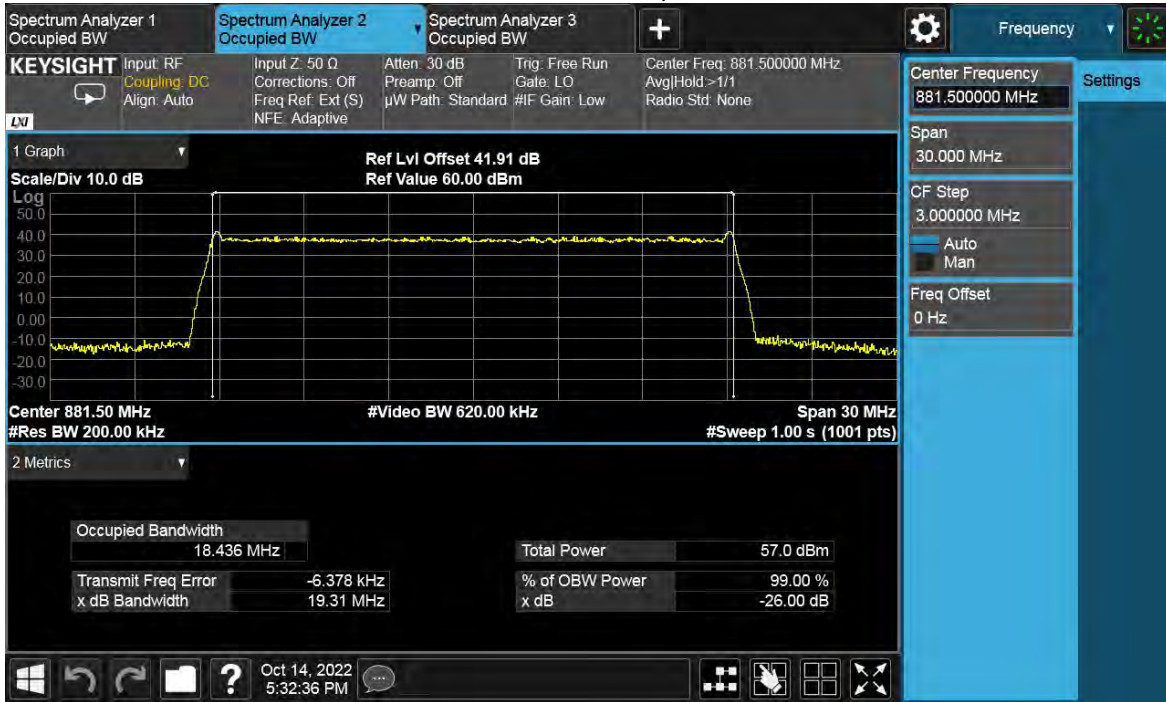 Spectrum Analyzer 1
Occupied BW
Spectrum Analyzer 2
Occupied BW
Spectrum Analyzer 3
Occupied BW
Frequency
KEYSIGHT
LXI
Input: RF
Coupling: DC
Align: Auto
Input Z: 50 Ω
Corrections: Off
Freq Ref: Ext (S)
NFE: Adaptive
Atten: 30 dB
Preamp: Off
µW Path: Standard
Trig: Free Run
Gate: LO
#IF Gain: Low
Center Freq: 881.500000 MHz
Avg|Hold:>1/1
Radio Std: None
Center Frequency
881.500000 MHz
Settings
Span
30.000 MHz
CF Step
3.000000 MHz
Auto
Man
Freq Offset
0 Hz
1 Graph
Scale/Div 10.0 dB
Ref Lvl Offset 41.91 dB
Ref Value 60.00 dBm
Log
50.0
40.0
30.0
20.0
10.0
0.00
-10.0
-20.0
-30.0
Center 881.50 MHz
#Video BW 620.00 kHz
Span 30 MHz
#Res BW 200.00 kHz
#Sweep 1.00 s (1001 pts)
2 Metrics
Occupied Bandwidth
18.436 MHz
Total Power 57.0 dBm
Transmit Freq Error -6.378 kHz
% of OBW Power 99.00 %
x dB Bandwidth 19.31 MHz
x dB -26.00 dB
Oct 14, 2022
5:32:36 PM